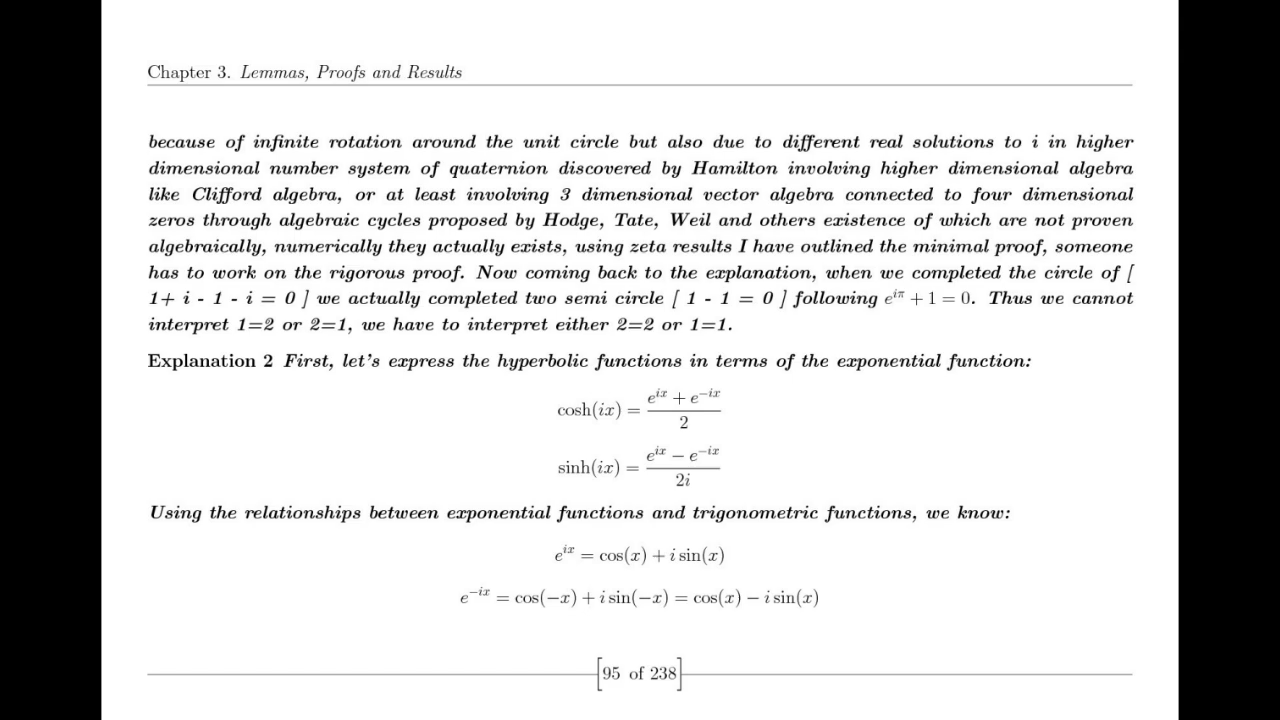 Chapter 3. Lemmas, Proofs and Results
because of infinite rotation around the unit circle but also due to different real solutions to i in higher
dimensional number system of quaternion discovered by Hamilton involving higher dimensional algebra
like Clifford algebra, or at least involving 3 dimensional vector algebra connected to four dimensional
zeros through algebraic cycles proposed by Hodge, Tate, Weil and others existence of which are not proven
algebraically, numerically they actually exists, using zeta results I have outlined the minimal proof, someone
has to work on the rigorous proof. Now coming back to the explanation, when we completed the circle of [
1+ i - 1 - i = 0 ] we actually completed two semi circle [ 1 - 1 = 0 ] following e^{iπ} + 1 = 0. Thus we cannot
interpret 1=2 or 2=1, we have to interpret either 2=2 or 1=1.
Explanation 2 First, let's express the hyperbolic functions in terms of the exponential function:
cosh(ix) = \frac{e^{ix} + e^{-ix}}{2}
sinh(ix) = \frac{e^{ix} - e^{-ix}}{2i}
Using the relationships between exponential functions and trigonometric functions, we know:
e^{ix} = cos(x) + i sin(x)
e^{-ix} = cos(−x) + i sin(−x) = cos(x) − i sin(x)
[95 of 238]